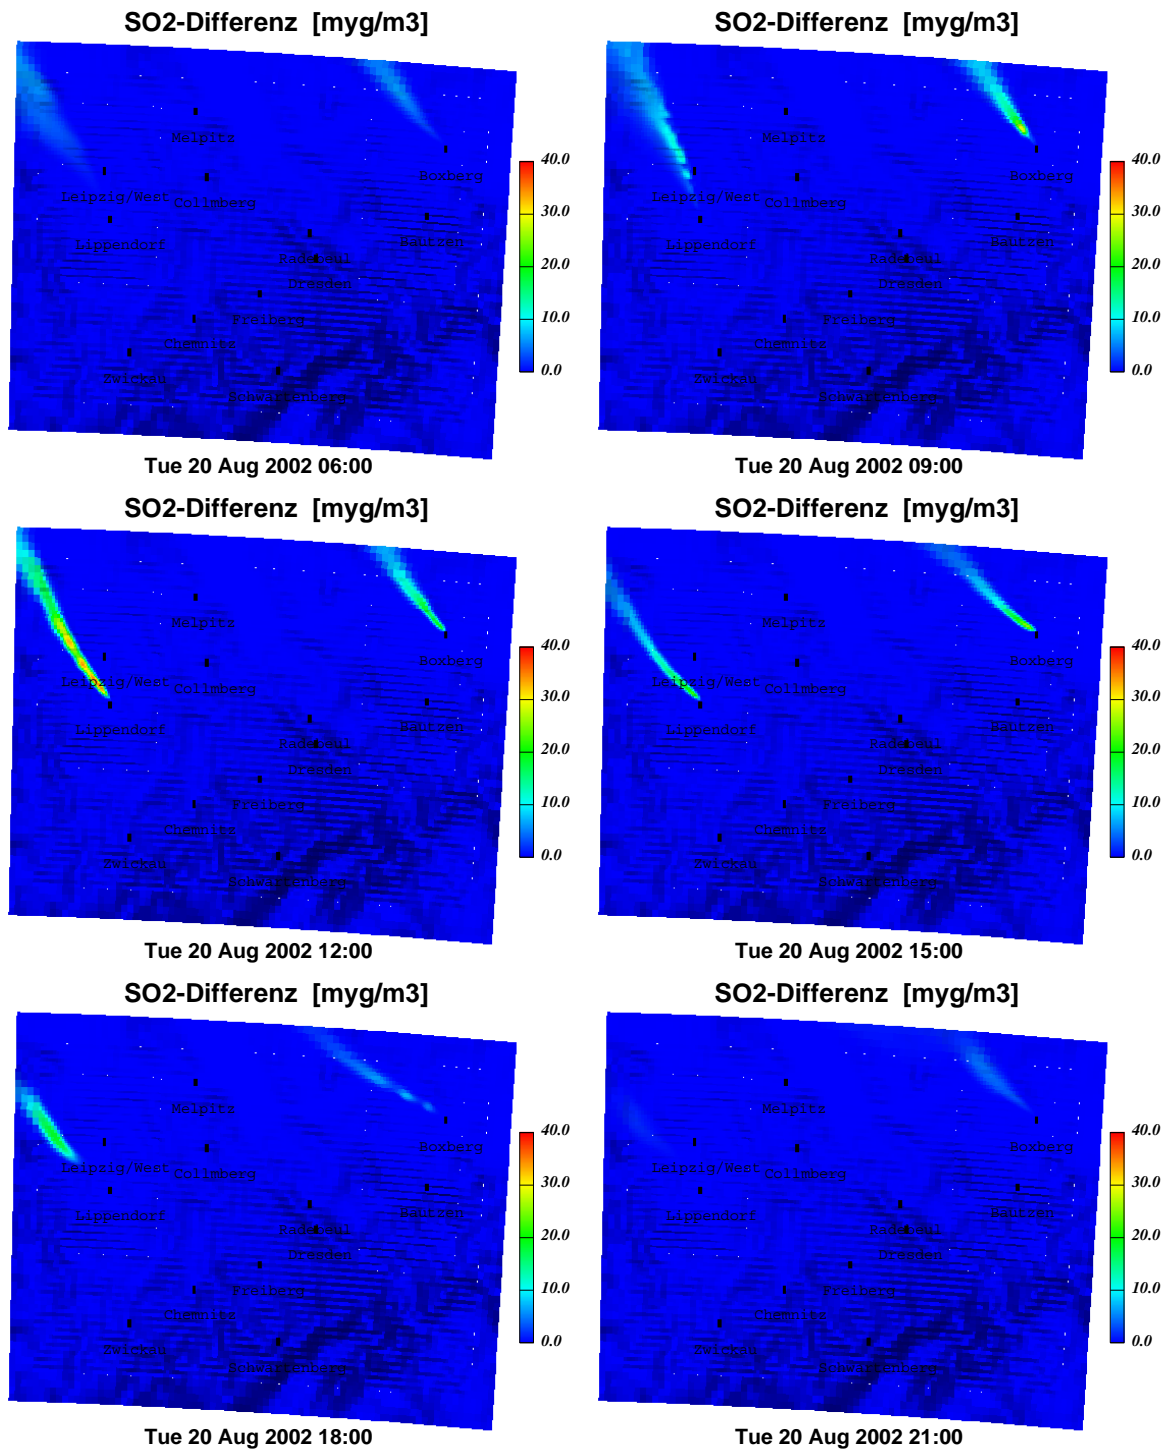 SO2-Differenz [myg/m3]
Melpitz
Boxberg
Leipzig/West Collmberg
Lippendorf
Bautzen
Radebeul
Dresden
Freiberg
Chemnitz
Zwickau
Schwartenberg
40.0
30.0
20.0
10.0
0.0
Tue 20 Aug 2002 06:00
SO2-Differenz [myg/m3]
Melpitz
Boxberg
Leipzig/West Collmberg
Lippendorf
Bautzen
Radebeul
Dresden
Freiberg
Chemnitz
Zwickau
Schwartenberg
40.0
30.0
20.0
10.0
0.0
Tue 20 Aug 2002 09:00
SO2-Differenz [myg/m3]
Melpitz
Boxberg
Leipzig/West Collmberg
Lippendorf
Bautzen
Radebeul
Dresden
Freiberg
Chemnitz
Zwickau
Schwartenberg
40.0
30.0
20.0
10.0
0.0
Tue 20 Aug 2002 12:00
SO2-Differenz [myg/m3]
Melpitz
Boxberg
Leipzig/West Collmberg
Lippendorf
Bautzen
Radebeul
Dresden
Freiberg
Chemnitz
Zwickau
Schwartenberg
40.0
30.0
20.0
10.0
0.0
Tue 20 Aug 2002 15:00
SO2-Differenz [myg/m3]
Melpitz
Boxberg
Leipzig/West Collmberg
Lippendorf
Bautzen
Radebeul
Dresden
Freiberg
Chemnitz
Zwickau
Schwartenberg
40.0
30.0
20.0
10.0
0.0
Tue 20 Aug 2002 18:00
SO2-Differenz [myg/m3]
Melpitz
Boxberg
Leipzig/West Collmberg
Lippendorf
Bautzen
Radebeul
Dresden
Freiberg
Chemnitz
Zwickau
Schwartenberg
40.0
30.0
20.0
10.0
0.0
Tue 20 Aug 2002 21:00